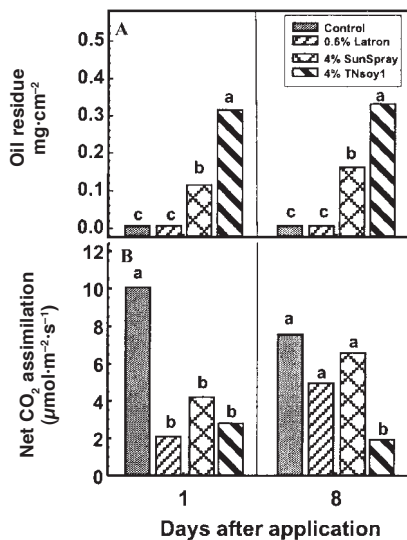 A
Control
0.6% Latron
4% SunSpray
4% TNsoy1
Oil residue
mg·cm⁻²
0.5
0.4
0.3
0.2
0.1
0.0
c c b a
c c b a
B
Net CO₂ assimilation
(µmol·m⁻²·s⁻¹)
12
10
8
6
4
2
0
a b b b
a a a b
1 8
Days after application